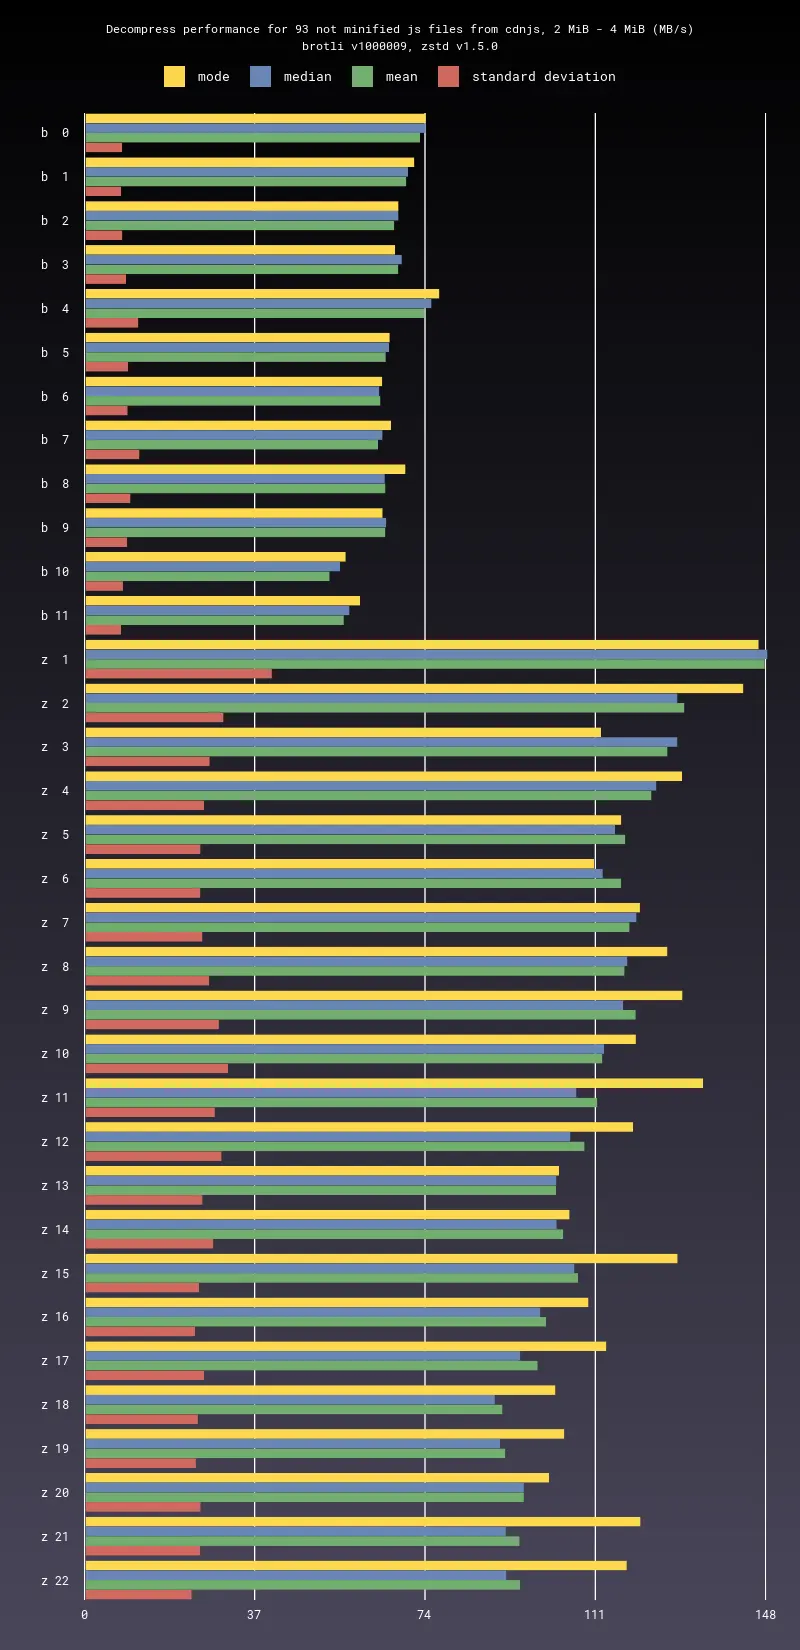 Decompress performance for 93 not minified js files from cdnjs, 2 MiB - 4 MiB (MB/s)
brotli v1000009, zstd v1.5.0
mode median mean standard deviation
b 0
b 1
b 2
b 3
b 4
b 5
b 6
b 7
b 8
b 9
b 10
b 11
z 1
z 2
z 3
z 4
z 5
z 6
z 7
z 8
z 9
z 10
z 11
z 12
z 13
z 14
z 15
z 16
z 17
z 18
z 19
z 20
z 21
z 22
0 37 74 111 148